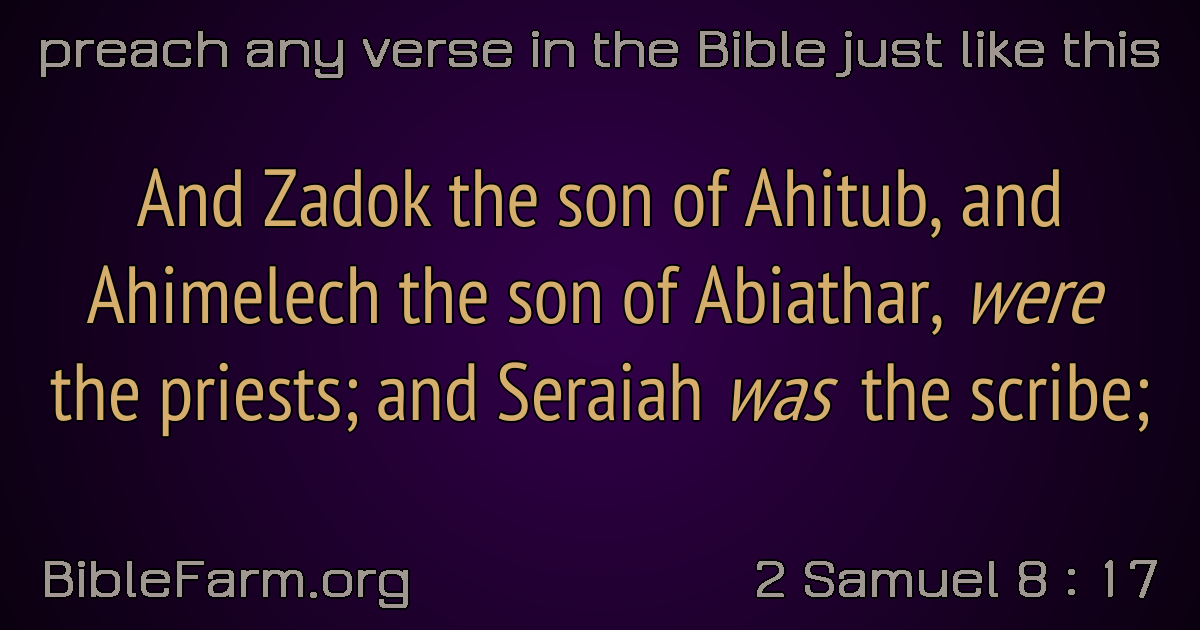 preach any verse in the Bible just like this
And Zadok the son of Ahitub, and
Ahimelech the son of Abiathar, were
the priests; and Seraiah was the scribe;
BibleFarm.org
2 Samuel 8 : 17